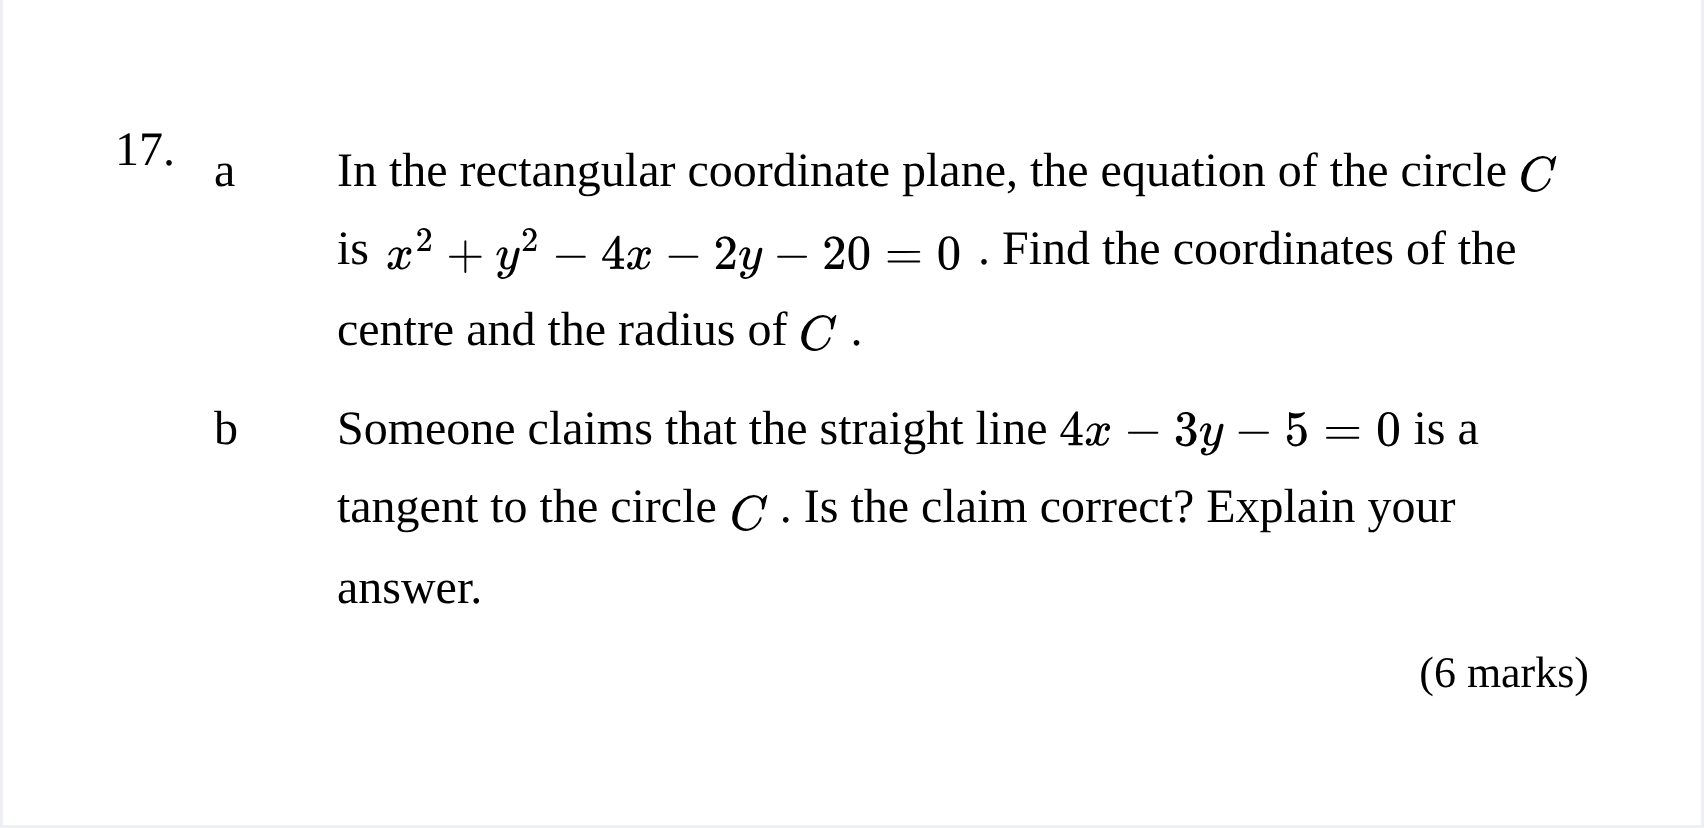 17. a In the rectangular coordinate plane, the equation of the circle C
is x² + y² − 4x − 2y − 20 = 0 . Find the coordinates of the
centre and the radius of C .
b Someone claims that the straight line 4x − 3y − 5 = 0 is a
tangent to the circle C . Is the claim correct? Explain your
answer.
(6 marks)